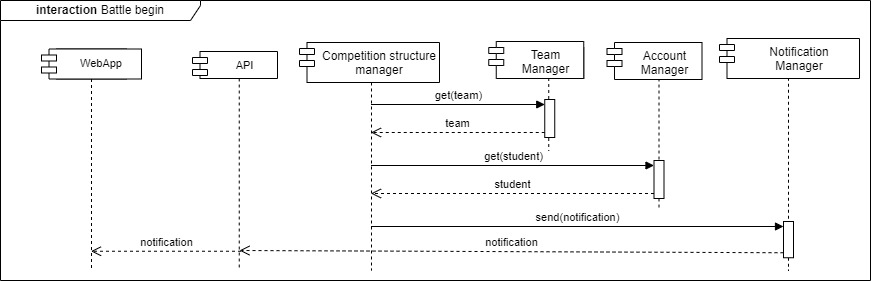 interaction Battle begin
WebApp
API
Competition structure
manager
Team
Manager
Account
Manager
Notification
Manager
get(team)
team
get(student)
student
send(notification)
notification
notification